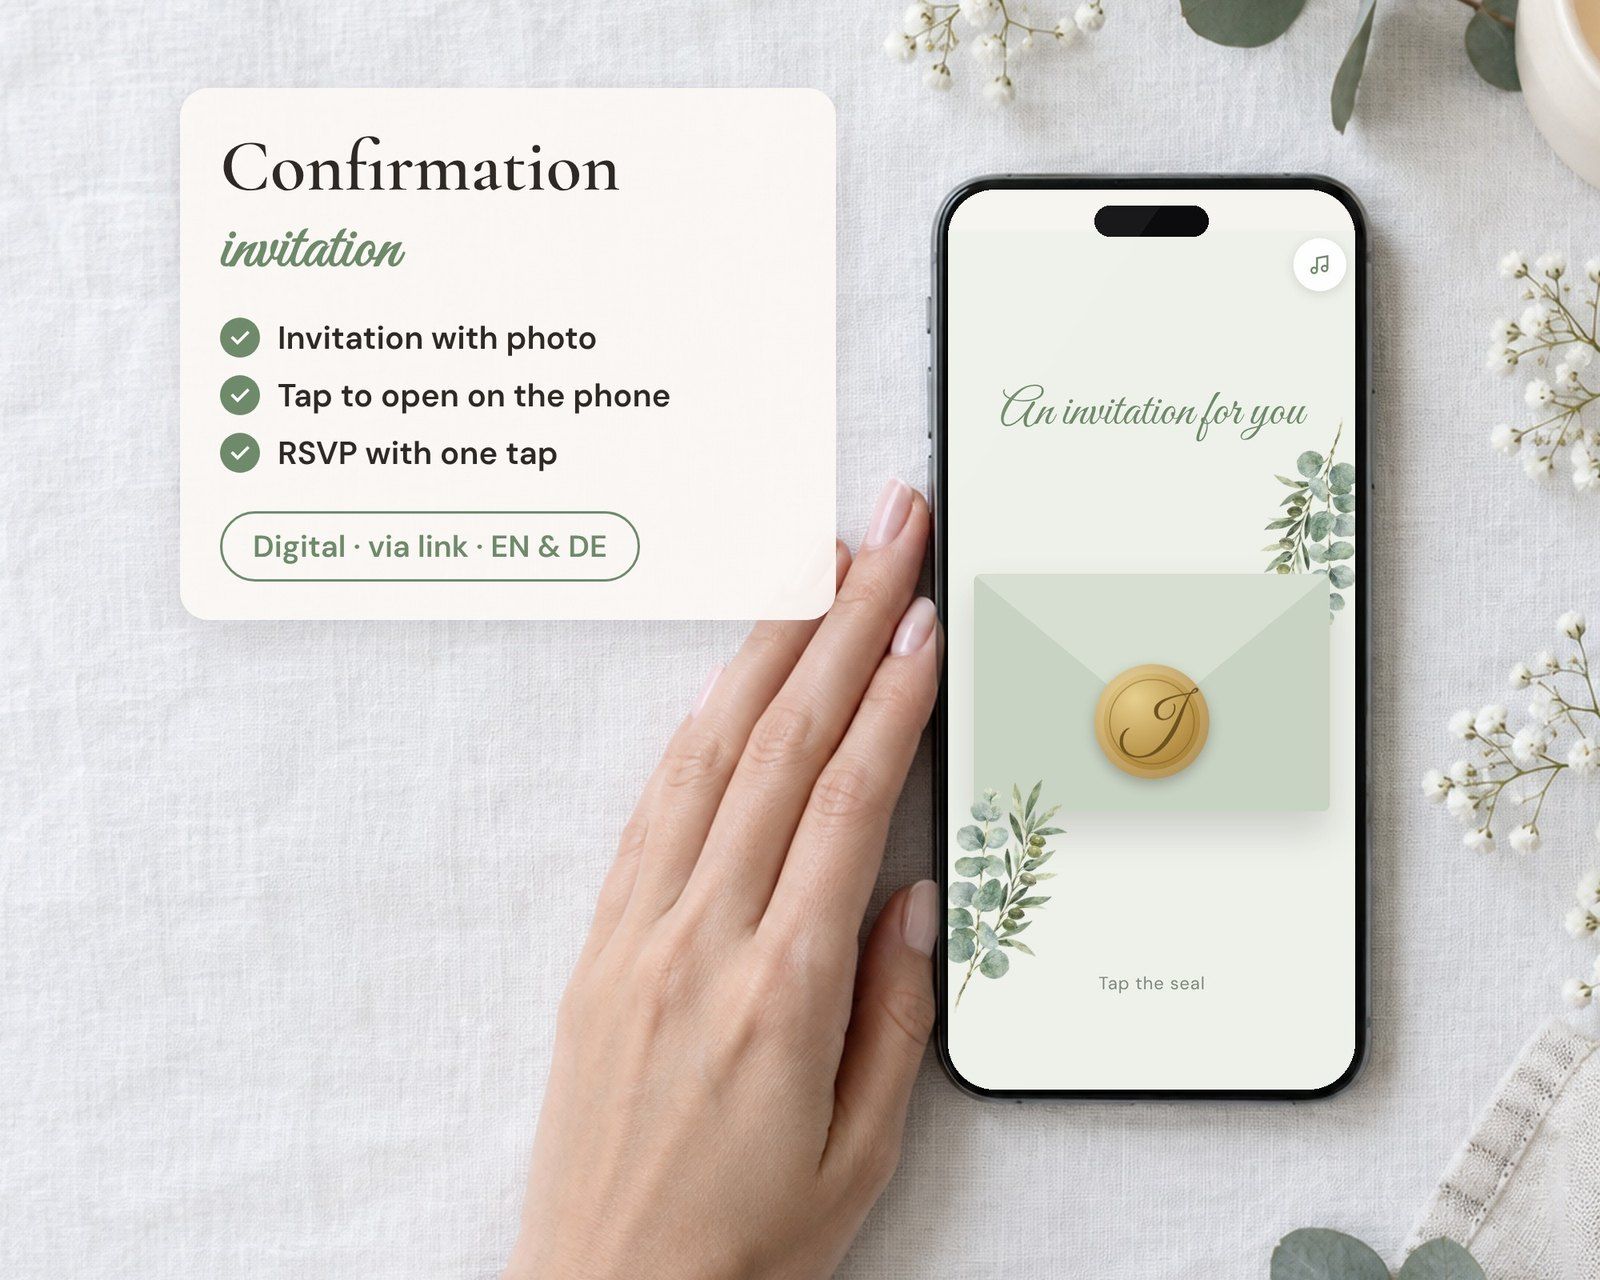 Confirmation
invitation
Invitation with photo
Tap to open on the phone
RSVP with one tap
Digital · via link · EN & DE
An invitation for you
J
Tap the seal